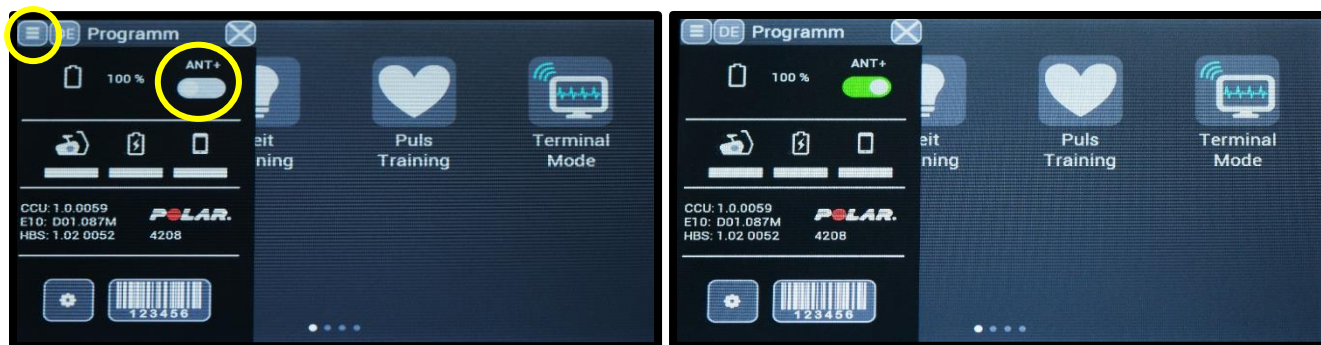 DE Programm
100 %
ANT+
eit
ning
Puls
Training
Terminal
Mode
CCU: 1.0.0059
E10: D01.087M
HBS: 1.02 0052
POLAR.
4208
123456
DE Programm
100 %
ANT+
eit
ning
Puls
Training
Terminal
Mode
CCU: 1.0.0059
E10: D01.087M
HBS: 1.02 0052
POLAR.
4208
123456